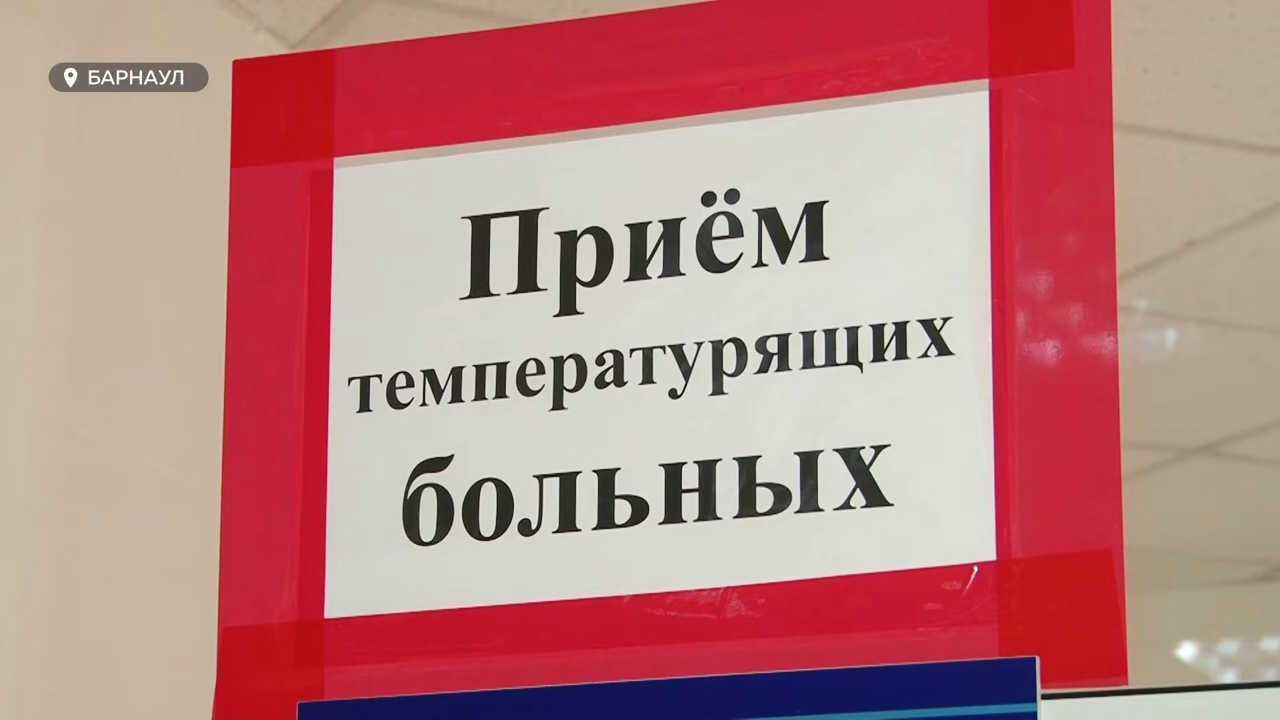 БАРНАУЛ
Приём
температурящих
больных